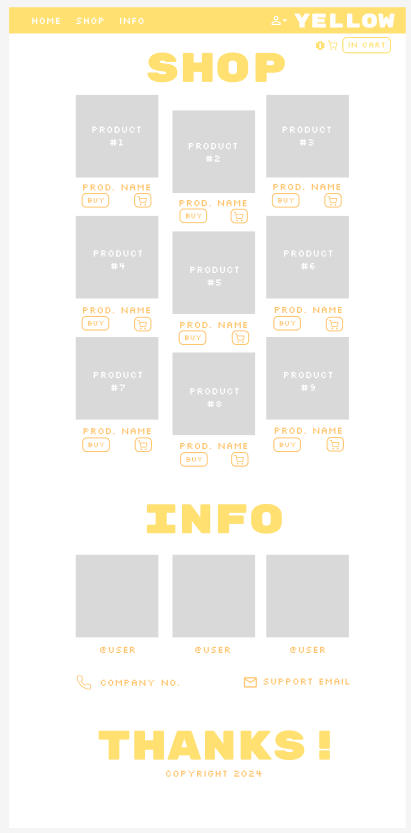 HOME SHOP INFO YELLOW
IN CART
SHOP
PRODUCT
#1
PRODUCT
#2
PRODUCT
#3
PROD. NAME
BUY
PROD. NAME
BUY
PROD. NAME
BUY
PRODUCT
#4
PRODUCT
#5
PRODUCT
#6
PROD. NAME
BUY
PROD. NAME
BUY
PROD. NAME
BUY
PRODUCT
#7
PRODUCT
#8
PRODUCT
#9
PROD. NAME
BUY
PROD. NAME
BUY
PROD. NAME
BUY
INFO
@USER @USER @USER
COMPANY NO. SUPPORT EMAIL
THANKS!
COPYRIGHT 2024